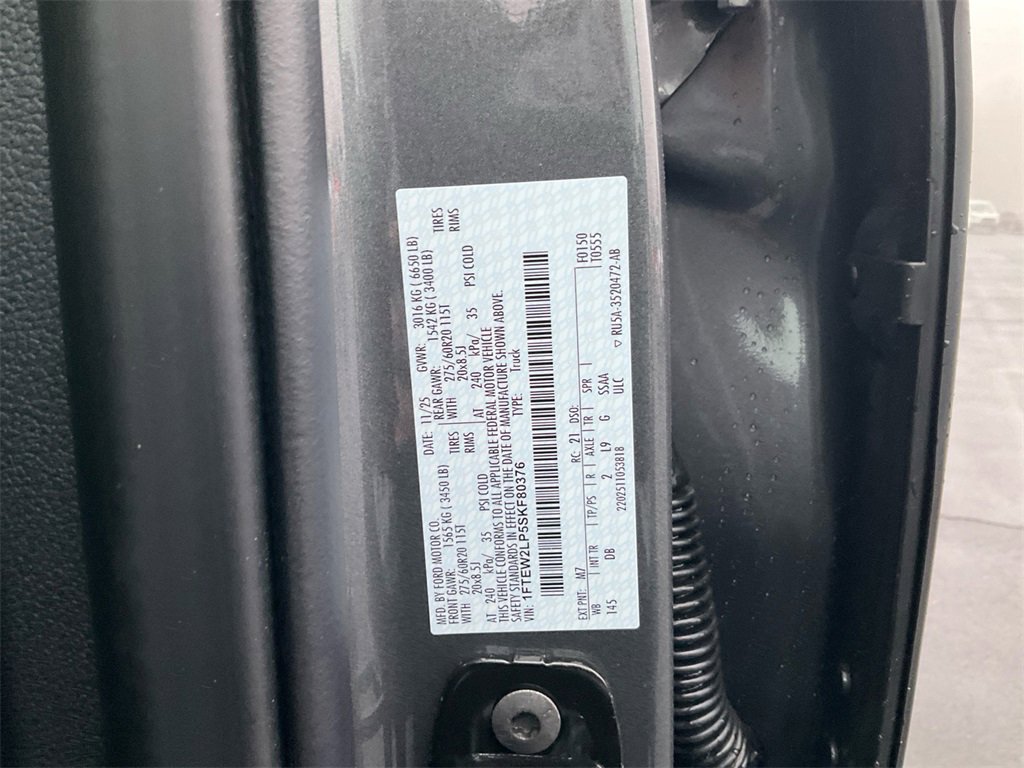 MFD. BY FORD MOTOR CO. DATE: 11/25 GVWR: 3016 KG ( 6650 LB)
FRONT GAWR: 1565 KG ( 3450 LB) REAR GAWR: 1542 KG ( 3400 LB)
WITH 275/60R20 115T TIRES WITH 275/60R20 115T TIRES
20x8.5J RIMS 20x8.5J RIMS
AT 240 kPa/ 35 PSI COLD AT 240 kPa/ 35 PSI COLD
THIS VEHICLE CONFORMS TO ALL APPLICABLE FEDERAL MOTOR VEHICLE
SAFETY STANDARDS IN EFFECT ON THE DATE OF MANUFACTURE SHOWN ABOVE.
VIN: 1FTEW2LP5SKF80376 TYPE: Truck
EXT PNT: M7 RC: 21 DSO: F0150
WB INT TR TP/PS R AXLE TR SPR T0555
145 DB 2 L9 G SSAA
2202511053818 ULC ▽ RU5A-3520472-AB